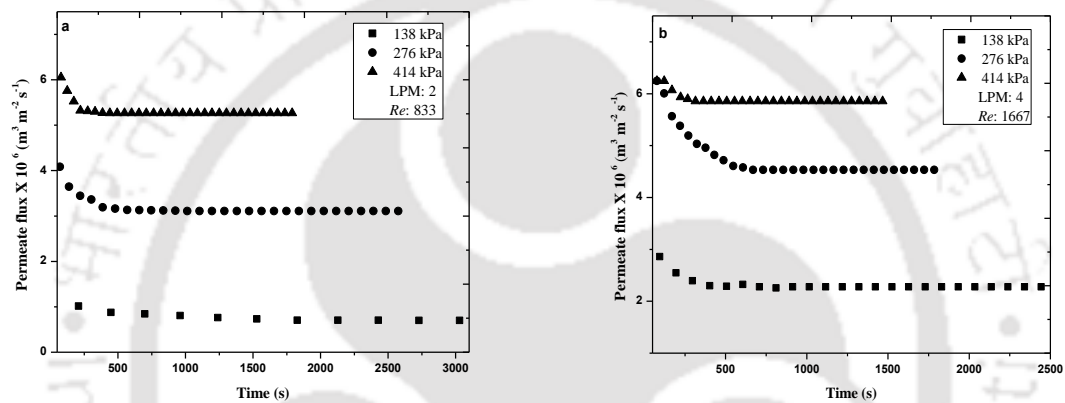 a
138 kPa
276 kPa
414 kPa
LPM: 2
Re: 833
6
4
2
0
500 1000 1500 2000 2500 3000
Time (s)
Permeate flux X 10 6 (m3 m-2 s-1)
b
138 kPa
276 kPa
414 kPa
LPM: 4
Re: 1667
6
4
2
500 1000 1500 2000 2500
Time (s)
Permeate flux X 10 6 (m3 m-2 s-1)